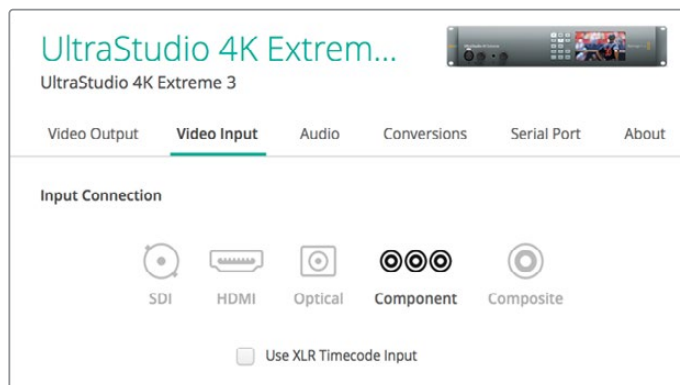 UltraStudio 4K Extrem...
UltraStudio 4K Extreme 3
Video Output Video Input Audio Conversions Serial Port About
Input Connection
SDI HDMI Optical Component Composite
Use XLR Timecode Input